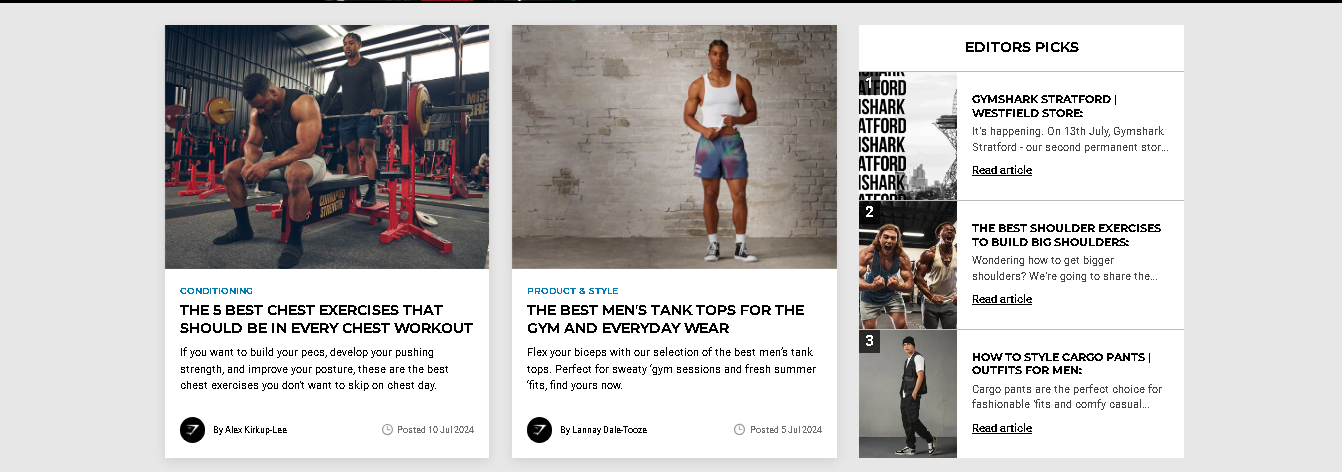 CONDITIONING
THE 5 BEST CHEST EXERCISES THAT
SHOULD BE IN EVERY CHEST WORKOUT
If you want to build your pecs, develop your pushing
strength, and improve your posture, these are the best
chest exercises you don't want to skip on chest day.
By Alex Kirkup-Lee
Posted 10 Jul 2024
PRODUCT & STYLE
THE BEST MEN'S TANK TOPS FOR THE
GYM AND EVERYDAY WEAR
Flex your biceps with our selection of the best men's tank
tops. Perfect for sweaty 'gym sessions and fresh summer
'fits, find yours now.
By Lannay Dale-Tooze
Posted 5 Jul 2024
EDITORS PICKS
1
SHARK
ATFORD
ISHARK
ATFORD
ISHARK
ATFORD
ISHARK
GYMSHARK STRATFORD |
WESTFIELD STORE:
It's happening. On 13th July, Gymshark
Stratford - our second permanent stor...
Read article
2
THE BEST SHOULDER EXERCISES
TO BUILD BIG SHOULDERS:
Wondering how to get bigger
shoulders? We're going to share the...
Read article
3
HOW TO STYLE CARGO PANTS |
OUTFITS FOR MEN:
Cargo pants are the perfect choice for
fashionable 'fits and comfy casual...
Read article